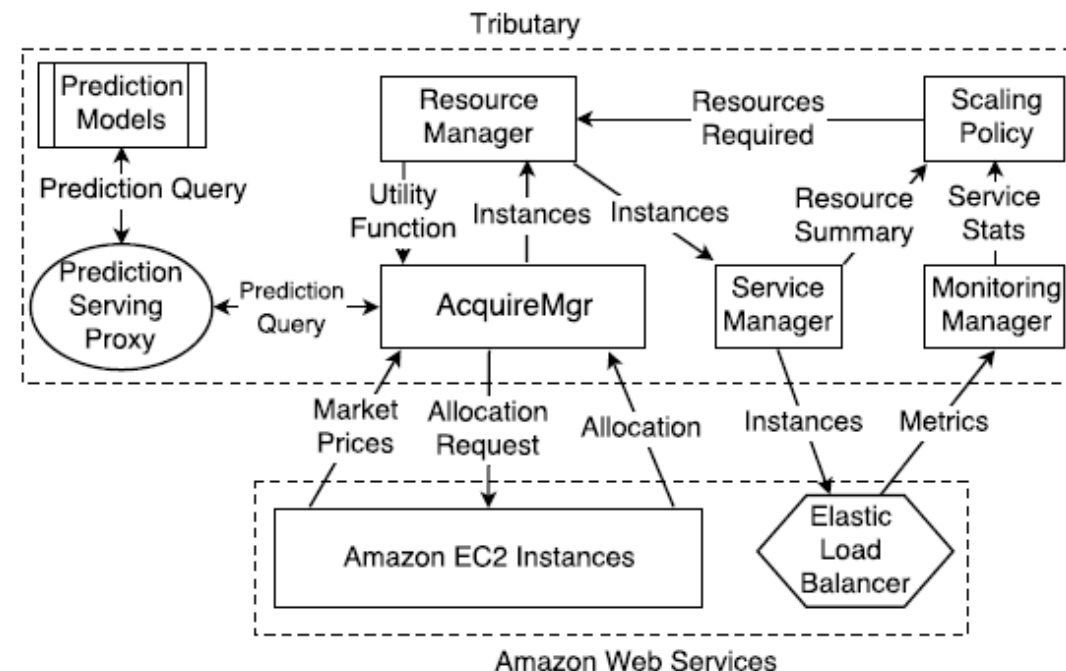 Tributary
Prediction
Models
Resource
Manager
Resources
Required
Scaling
Policy
Prediction Query
Utility
Function
Instances
Instances
Resource
Summary
Service
Stats
Prediction
Serving
Proxy
Prediction
Query
AcquireMgr
Service
Manager
Monitoring
Manager
Market
Prices
Allocation
Request
Allocation
Instances
Metrics
Amazon EC2 Instances
Elastic
Load
Balancer
Amazon Web Services